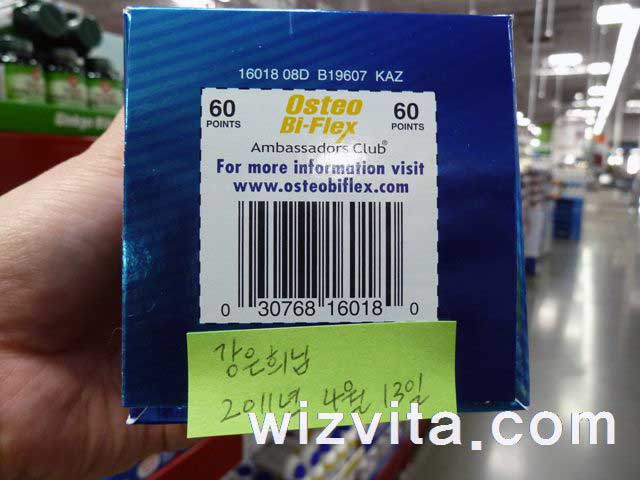 16018 08D B19607 KAZ
60 POINTS
Osteo Bi-Flex
60 POINTS
Ambassadors Club®
For more information visit
www.osteobiflex.com
0 30768 16018 0
강은희님
2011년 4월 13일
wizvita.com